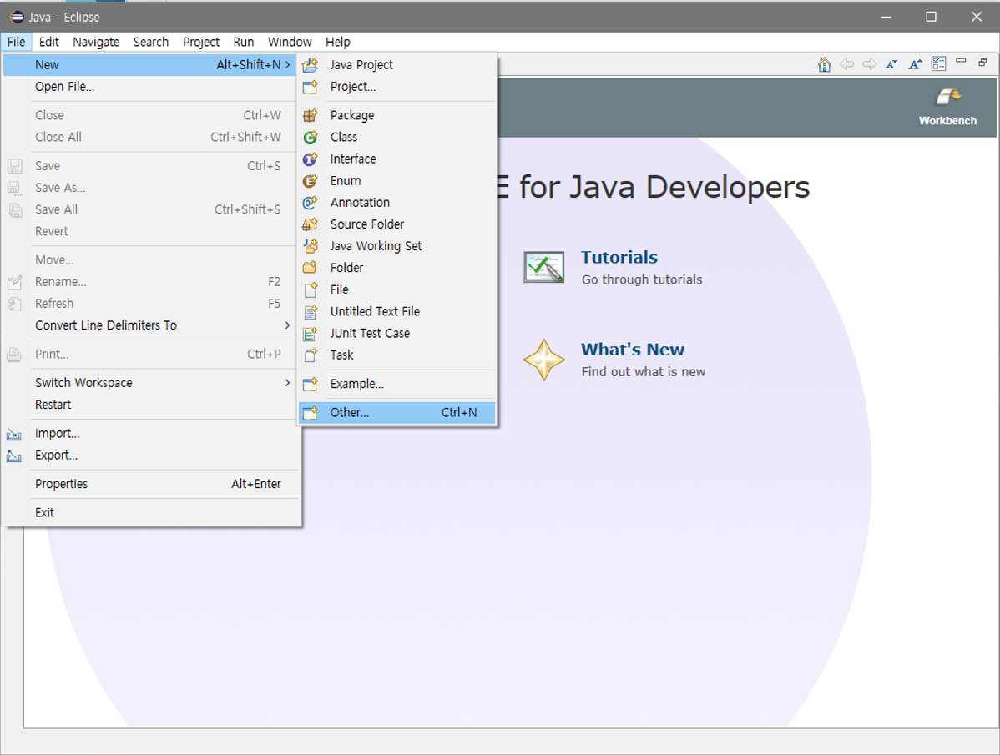 Java - Eclipse
File Edit Navigate Search Project Run Window Help
New Alt+Shift+N
Open File...
Close Ctrl+W
Close All Ctrl+Shift+W
Save Ctrl+S
Save As...
Save All Ctrl+Shift+S
Revert
Move...
Rename... F2
Refresh F5
Convert Line Delimiters To
Print... Ctrl+P
Switch Workspace
Restart
Import...
Export...
Properties Alt+Enter
Exit
Java Project
Project...
Package
Class
Interface
Enum
Annotation
Source Folder
Java Working Set
Folder
File
Untitled Text File
JUnit Test Case
Task
Example...
Other... Ctrl+N
Workbench
E for Java Developers
Tutorials
Go through tutorials
What's New
Find out what is new